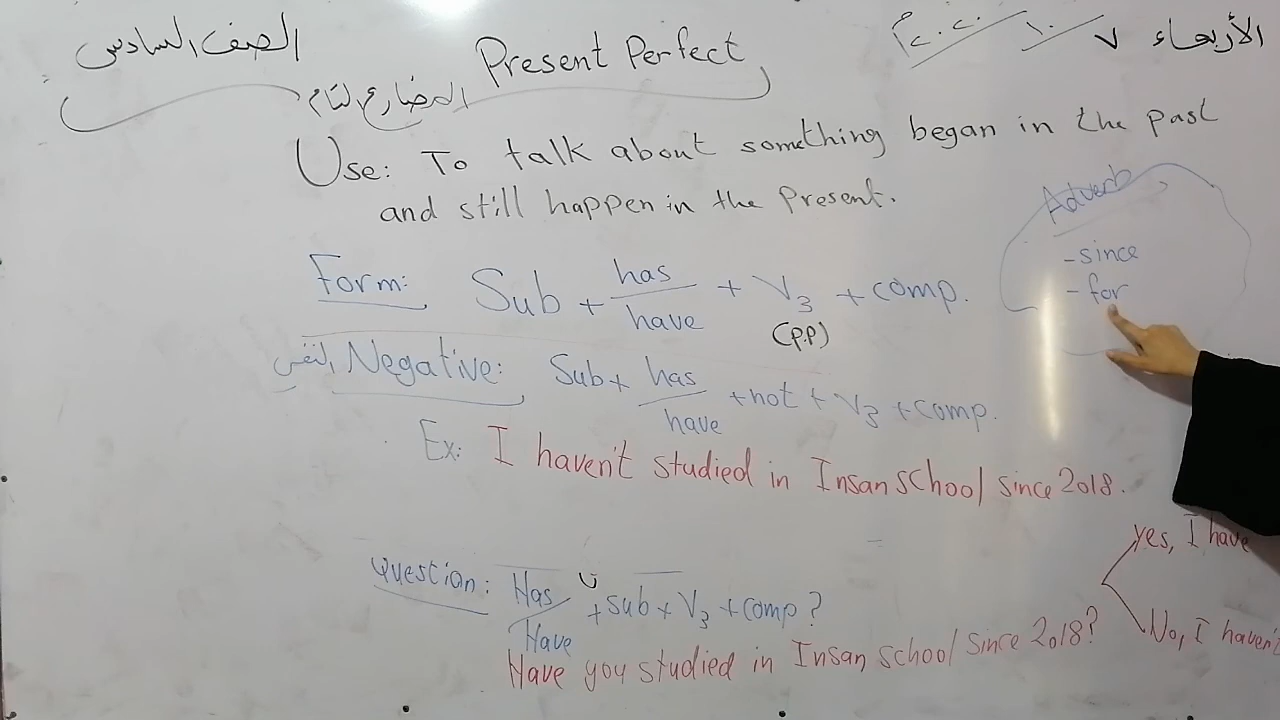 الأربعاء ٧ / ١٠ / ٢٠٢٠م
الصف السادس
Present Perfect
المضارع التام
Use: To talk about something began in the past
and still happen in the present.
Adverb
- since
- for
Form: Sub + has / have + V3 + comp.
(p.p)
النفي Negative: Sub + has / have + not + V3 + comp.
Ex: I haven't studied in Insan school since 2018.
Question: Has / Have + sub + V3 + comp?
Have you studied in Insan school since 2018?
yes, I have
No, I haven't